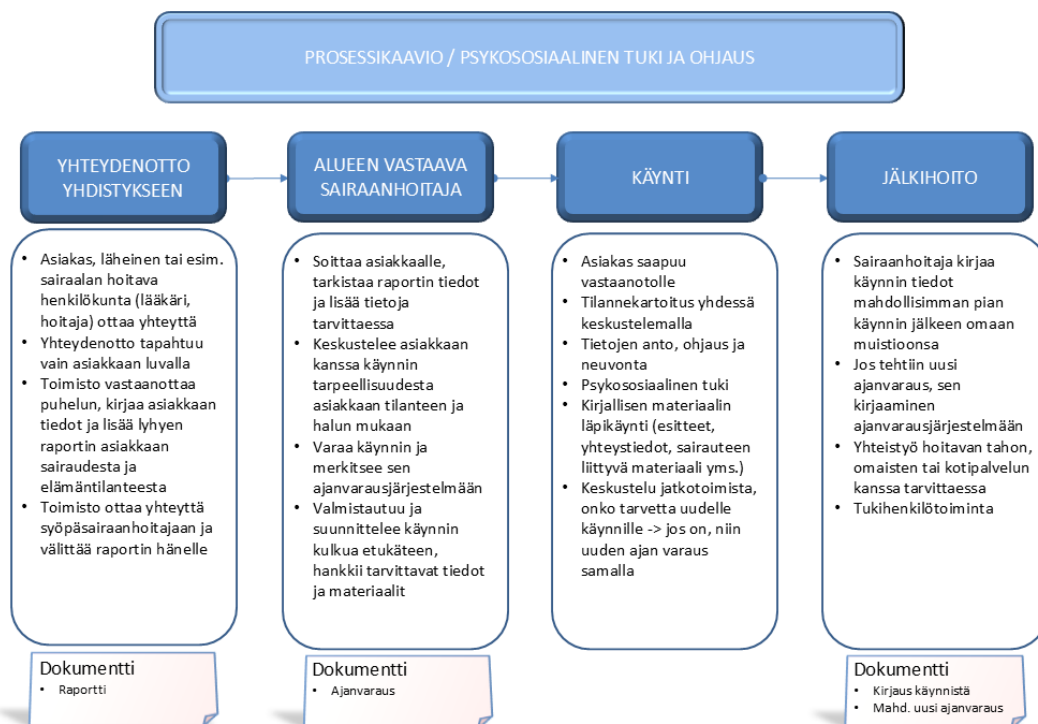 PROSESSIKAAVIO / PSYKOSOSIAALINEN TUKI JA OHJAUS
YHTEYDENOTTO
YHDISTYKSEEN
• Asiakas, läheinen tai esim.
sairaalan hoitava
henkilökunta (lääkäri,
hoitaja) ottaa yhteyttä
• Yhteydenotto tapahtuu
vain asiakkaan luvalla
• Toimisto vastaanottaa
puhelun, kirjaa asiakkaan
tiedot ja lisää lyhyen
raportin asiakkaan
sairaudesta ja
elämäntilanteesta
• Toimisto ottaa yhteyttä
syöpäsairaanhoitajaan ja
välittää raportin hänelle
Dokumentti
• Raportti
ALUEEN VASTAAVA
SAIRAANHOITAJA
• Soittaa asiakkaalle,
tarkistaa raportin tiedot
ja lisää tietoja
tarvittaessa
• Keskustelee asiakkaan
kanssa käynnin
tarpeellisuudesta
asiakkaan tilanteen ja
halun mukaan
• Varaa käynnin ja
merkitsee sen
ajanvarausjärjestelmään
• Valmistautuu ja
suunnittelee käynnin
kulkua etukäteen,
hankkii tarvittavat tiedot
ja materiaalit
Dokumentti
• Ajanvaraus
KÄYNTI
• Asiakas saapuu
vastaanotolle
• Tilannekartoitus yhdessä
keskustelemalla
• Tietojen anto, ohjaus ja
neuvonta
• Psykososiaalinen tuki
• Kirjallisen materiaalin
läpikäynti (esitteet,
yhteystiedot, sairauteen
liittyvä materiaali yms.)
• Keskustelu jatkotoimista,
onko tarvetta uudelle
käynnille -> jos on, niin
uuden ajan varaus
samalla
JÄLKIHOITO
• Sairaanhoitaja kirjaa
käynnin tiedot
mahdollisimman pian
käynnin jälkeen omaan
muistioonsa
• Jos tehtiin uusi
ajanvaraus, sen
kirjaaminen
ajanvarausjärjestelmään
• Yhteistyö hoitavan tahon,
omaisten tai kotipalvelun
kanssa tarvittaessa
• Tukihenkilötoiminta
Dokumentti
• Kirjaus käynnistä
• Mahd. uusi ajanvaraus